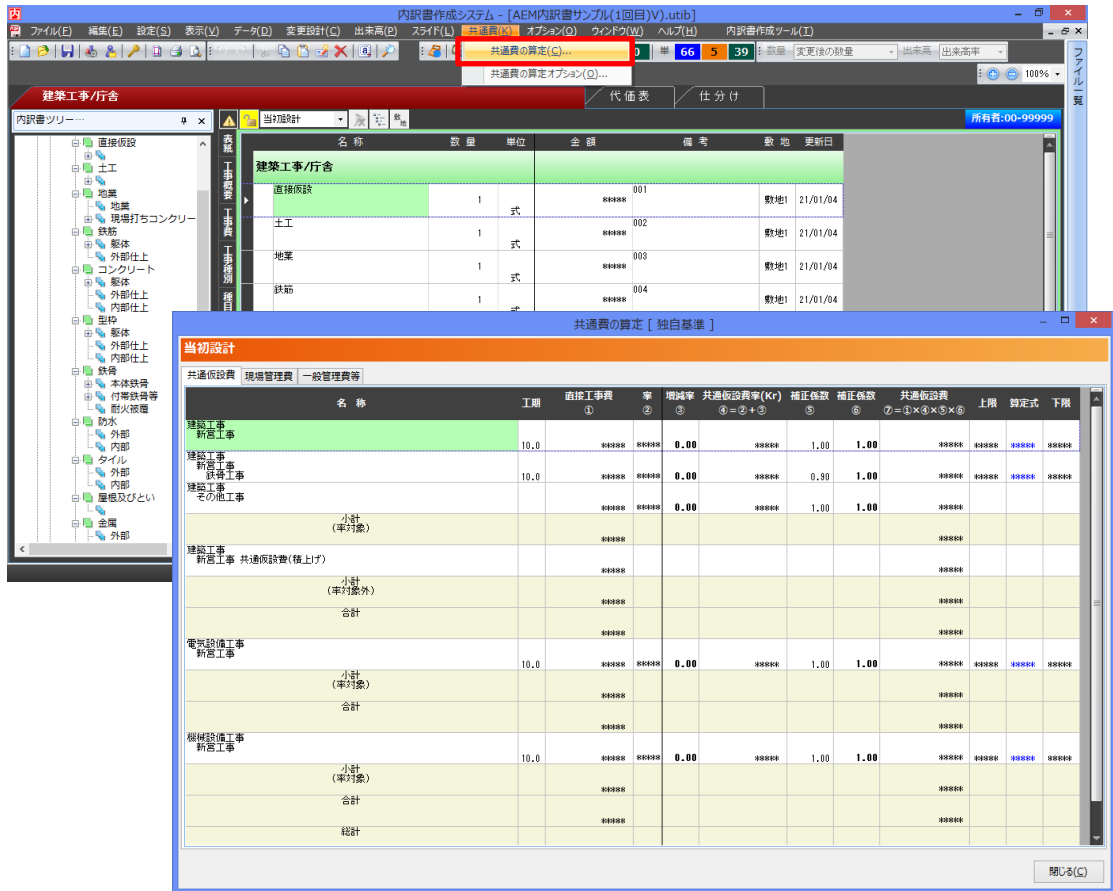 内訳書作成システム - [AEM内訳書サンプル(1回目)V).utib]
ファイル(F) 編集(E) 設定(S) 表示(V) データ(D) 変更設計(C) 出来高(P) スライド(L) 共通費(K) オプション(O) ウィンドウ(W) ヘルプ(H) 内訳書作成ツール(T)
共通費の算定(C)...
単 66 5 39 数量 変更後の数量 出来高 出来高率
共通費の算定オプション(O)...
100%
ファイル一覧
建築工事/庁舎 代価表 仕分け
内訳書ツリー… 当初設計 所有者:00-99999
直接仮設
土工
地業
地業
現場打ちコンクリー
鉄筋
躯体
外部仕上
コンクリート
躯体
外部仕上
内部仕上
型枠
躯体
外部仕上
内部仕上
鉄骨
本体鉄骨
付帯鉄骨等
耐火被覆
防水
外部
内部
タイル
外部
内部
屋根及びとい
金属
外部
表紙
工事概要
工事費
工事種別
種目
名 称 数 量 単位 金 額 備 考 敷 地 更新日
建築工事/庁舎
直接仮設 1 式 ***** 001 敷地1 21/01/04
土工 1 式 ***** 002 敷地1 21/01/04
地業 1 式 ***** 003 敷地1 21/01/04
鉄筋 1 式 ***** 004 敷地1 21/01/04
共通費の算定 [ 独自基準 ]
当初設計
共通仮設費 現場管理費 一般管理費等
名 称 工期 直接工事費 ① 率 ② 増減率 ③ 共通仮設費率(Kr) ④=②+③ 補正係数 ⑤ 補正係数 ⑥ 共通仮設費 ⑦=①×④×⑤×⑥ 上限 算定式 下限
建築工事
新営工事
10.0 ***** ***** 0.00 ***** 1.00 1.00 ***** ***** ***** *****
建築工事
新営工事
鉄骨工事
10.0 ***** ***** 0.00 ***** 0.90 1.00 ***** ***** ***** *****
建築工事
その他工事
***** ***** 0.00 ***** 1.00 1.00 *****
小計
(率対象)
***** *****
建築工事
新営工事 共通仮設費(積上げ)
***** *****
小計
(率対象外)
***** *****
合計
***** *****
電気設備工事
新営工事
10.0 ***** ***** 0.00 ***** 1.00 1.00 ***** ***** ***** *****
小計
(率対象)
***** *****
合計
***** *****
機械設備工事
新営工事
10.0 ***** ***** 0.00 ***** 1.00 1.00 ***** ***** ***** *****
小計
(率対象)
***** *****
合計
***** *****
総計
閉じる(C)